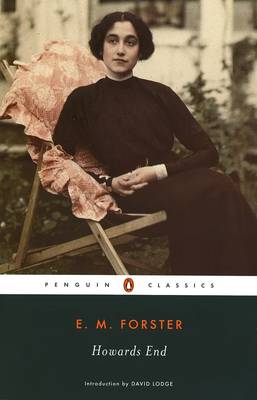 PENGUIN CLASSICS
E. M. FORSTER
Howards End
Introduction by DAVID LODGE